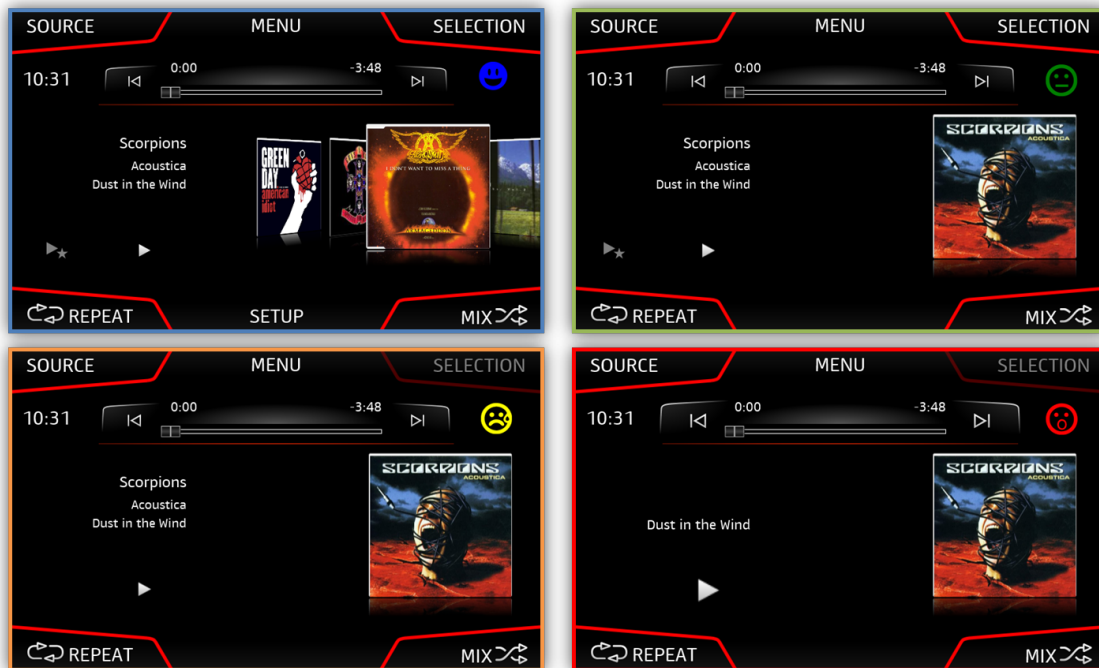 SOURCE MENU SELECTION
10:31 0:00 -3:48
Scorpions
Acoustica
Dust in the Wind
GREEN
DAY
american
idiot
AEROSMITH
I DON'T WANT TO MISS A THING
ARMAGEDDON
REPEAT SETUP MIX
SOURCE MENU SELECTION
10:31 0:00 -3:48
Scorpions
Acoustica
Dust in the Wind
SCORPIONS
ACOUSTICA
REPEAT MIX
SOURCE MENU SELECTION
10:31 0:00 -3:48
Scorpions
Acoustica
Dust in the Wind
SCORPIONS
ACOUSTICA
REPEAT MIX
SOURCE MENU SELECTION
10:31 0:00 -3:48
Dust in the Wind
SCORPIONS
ACOUSTICA
REPEAT MIX